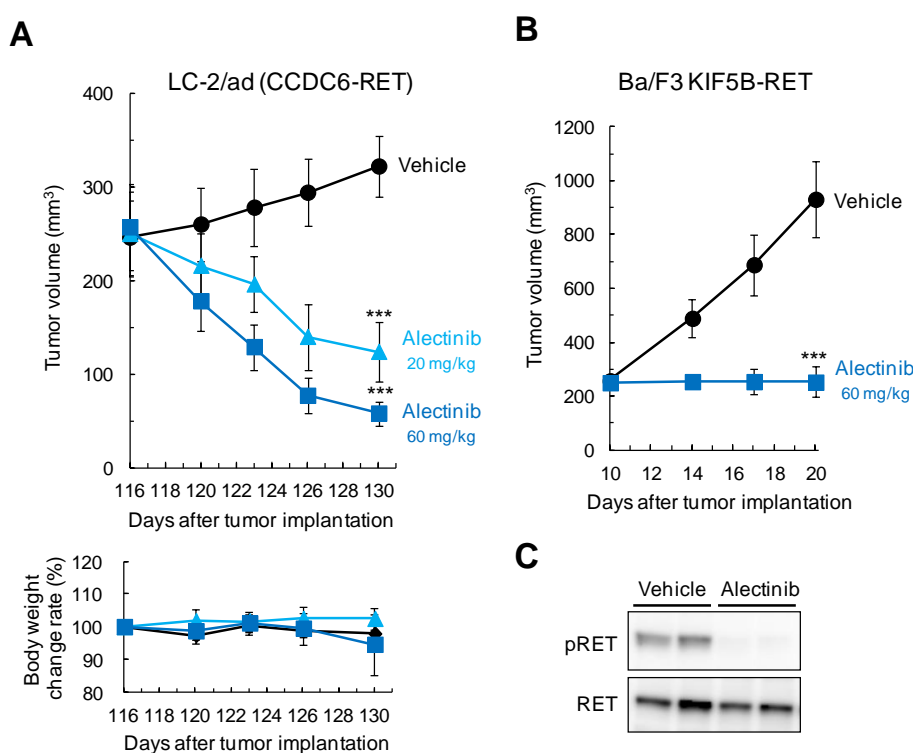 A
LC-2/ad (CCDC6-RET)
400
300
200
100
0
Tumor volume (mm³)
Vehicle
***
Alectinib
20 mg/kg
***
Alectinib
60 mg/kg
116 118 120 122 124 126 128 130
Days after tumor implantation
120
110
100
90
80
Body weight
change rate (%)
116 118 120 122 124 126 128 130
Days after tumor implantation
B
Ba/F3 KIF5B-RET
1200
1000
800
600
400
200
0
Tumor volume (mm³)
Vehicle
***
Alectinib
60 mg/kg
10 12 14 16 18 20
Days after tumor implantation
C
Vehicle Alectinib
pRET
RET